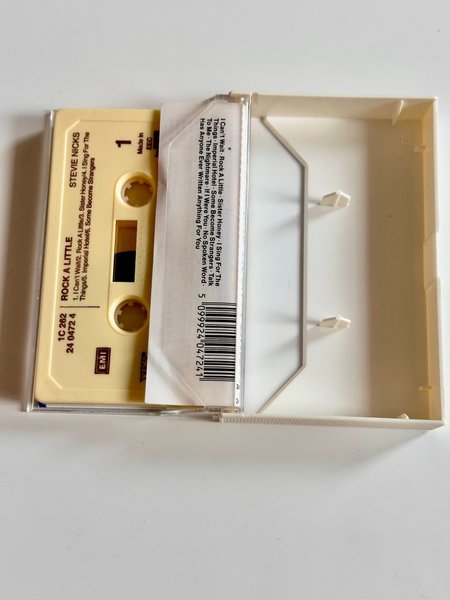 1C 262
24 0472 4
EMI
ROCK A LITTLE
STEVIE NICKS
1. I Can't Wait/2. Rock A Little/3. Sister Honey/4. I Sing For The
Things/5. Imperial Hotel/6. Some Become Strangers
1
Made in
EEC
I Can't Wait · Rock A Little · Sister Honey · I Sing For The
Things · Imperial Hotel · Some Become Strangers · Talk
To Me · The Nightmare · If I Were You · No Spoken Word ·
Has Anyone Ever Written Anything For You
5 099924 047241